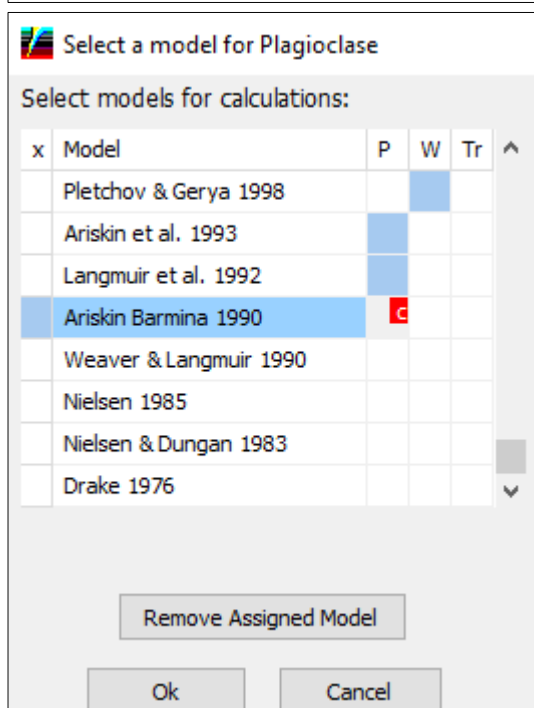 Select a model for Plagioclase
Select models for calculations:
x Model P W Tr
Pletchov & Gerya 1998
Ariskin et al. 1993
Langmuir et al. 1992
Ariskin Barmina 1990 c
Weaver & Langmuir 1990
Nielsen 1985
Nielsen & Dungan 1983
Drake 1976
Remove Assigned Model
Ok Cancel